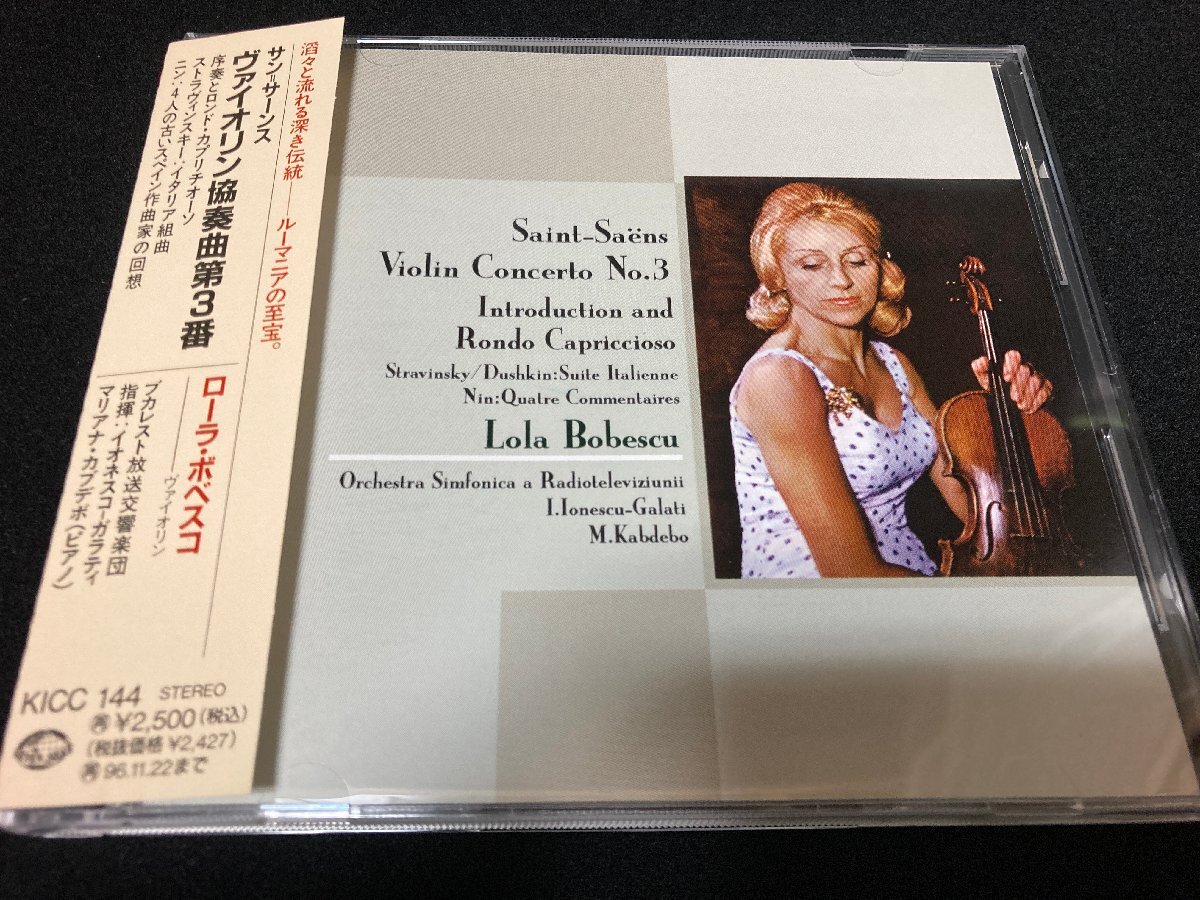 滔々と流れる深き伝統――ルーマニアの至宝。
サン=サーンス
ヴァイオリン協奏曲第3番
序奏とロンド・カプリチオーソ
ストラヴィンスキー:イタリア組曲
ニン:4人の古いスペイン作曲家の回想
ローラ・ボベスコ
――ヴァイオリン
ブカレスト放送交響楽団
指揮:イオネスコ-ガラティ
マリアナ・カブデボ(ピアノ)
KICC 144 STEREO
¥2,500(税込)
(税抜価格 ¥2,427)
96.11.22まで
Saint-Saëns
Violin Concerto No.3
Introduction and
Rondo Capriccioso
Stravinsky/Dushkin:Suite Italienne
Nin:Quatre Commentaires
Lola Bobescu
Orchestra Simfonica a Radioteleviziunii
I.Ionescu-Galati
M.Kabdebo